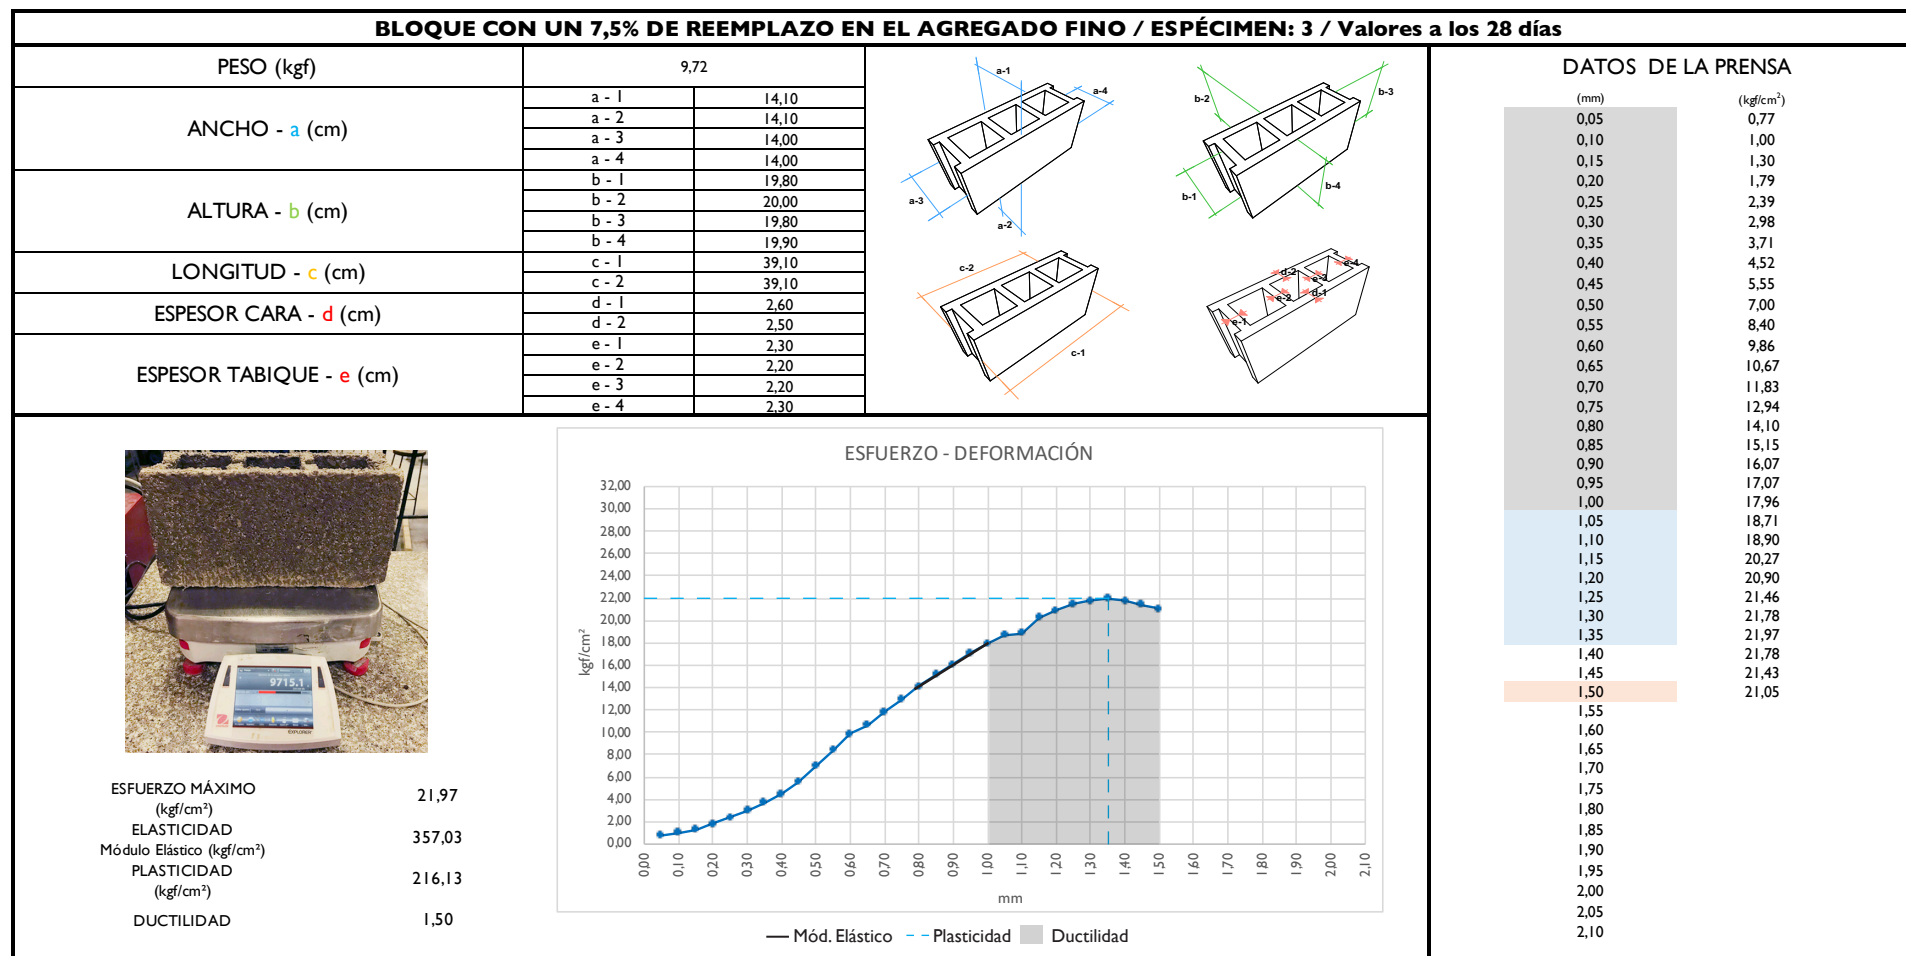 BLOQUE CON UN 7,5% DE REEMPLAZO EN EL AGREGADO FINO / ESPÉCIMEN: 3 / Valores a los 28 días
PESO (kgf) 9,72
ANCHO - a (cm)
a - 1 14,10
a - 2 14,10
a - 3 14,00
a - 4 14,00
ALTURA - b (cm)
b - 1 19,80
b - 2 20,00
b - 3 19,80
b - 4 19,90
LONGITUD - c (cm)
c - 1 39,10
c - 2 39,10
ESPESOR CARA - d (cm)
d - 1 2,60
d - 2 2,50
ESPESOR TABIQUE - e (cm)
e - 1 2,30
e - 2 2,20
e - 3 2,20
e - 4 2,30
a-1
a-4
a-3
a-2
b-2
b-3
b-1
b-4
c-2
c-1
d-2
e-4
e-3
e-2
d-1
e-1
DATOS DE LA PRENSA
(mm) (kgf/cm²)
0,05 0,77
0,10 1,00
0,15 1,30
0,20 1,79
0,25 2,39
0,30 2,98
0,35 3,71
0,40 4,52
0,45 5,55
0,50 7,00
0,55 8,40
0,60 9,86
0,65 10,67
0,70 11,83
0,75 12,94
0,80 14,10
0,85 15,15
0,90 16,07
0,95 17,07
1,00 17,96
1,05 18,71
1,10 18,90
1,15 20,27
1,20 20,90
1,25 21,46
1,30 21,78
1,35 21,97
1,40 21,78
1,45 21,43
1,50 21,05
1,55
1,60
1,65
1,70
1,75
1,80
1,85
1,90
1,95
2,00
2,05
2,10
9715.1
EXPLORER
ESFUERZO MÁXIMO
(kgf/cm²)
21,97
ELASTICIDAD
Módulo Elástico (kgf/cm²)
357,03
PLASTICIDAD
(kgf/cm²)
216,13
DUCTILIDAD 1,50
ESFUERZO - DEFORMACIÓN
kgf/cm²
32,00
30,00
28,00
26,00
24,00
22,00
20,00
18,00
16,00
14,00
12,00
10,00
8,00
6,00
4,00
2,00
0,00
0,00 0,10 0,20 0,30 0,40 0,50 0,60 0,70 0,80 0,90 1,00 1,10 1,20 1,30 1,40 1,50 1,60 1,70 1,80 1,90 2,00 2,10
mm
Mód. Elástico Plasticidad Ductilidad